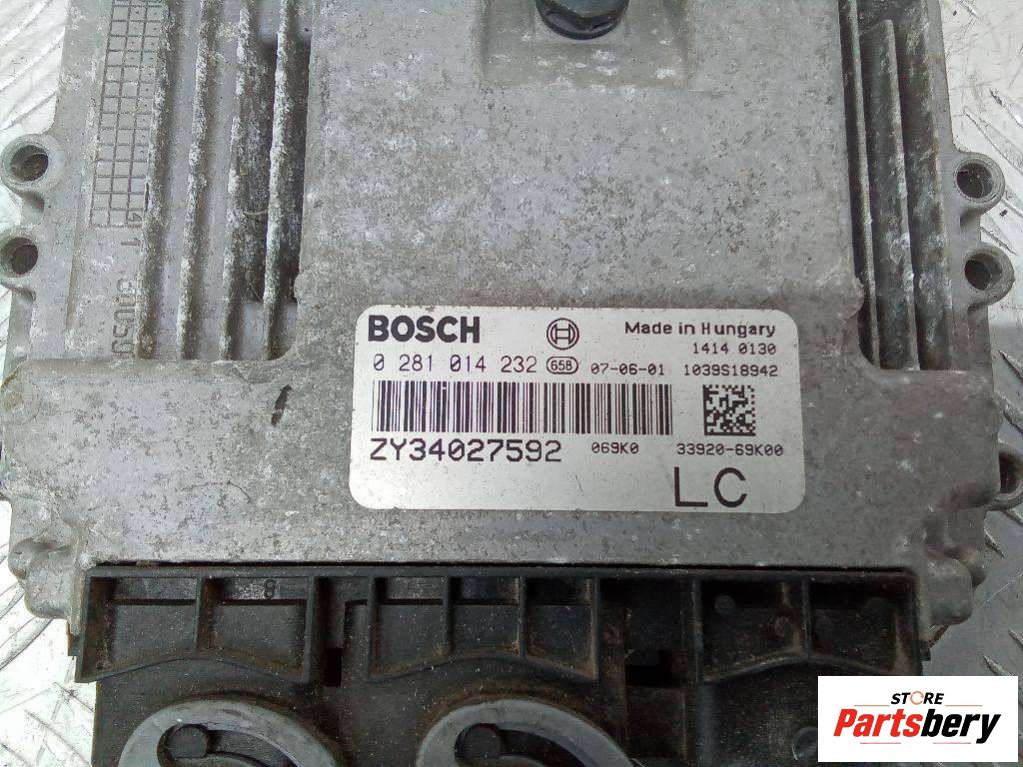 BOSCH
Made in Hungary
1414 0130
0 281 014 232 658 07-06-01 1039S18942
ZY34027592 069K0 33920-69K00
LC
8
STORE
Partsbery